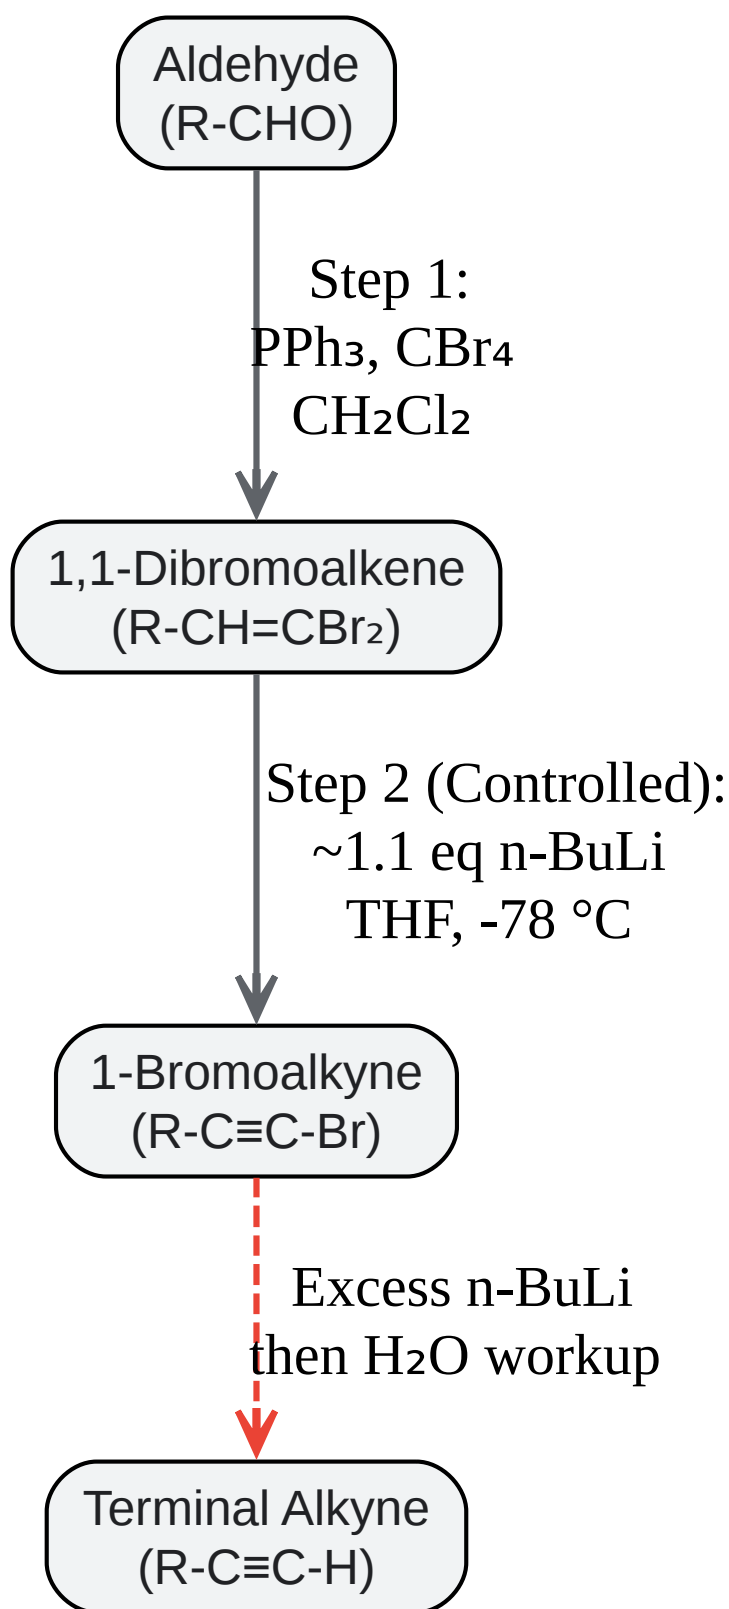 Aldehyde
(R-CHO)
Step 1:
PPh₃, CBr₄
CH₂Cl₂
1,1-Dibromoalkene
(R-CH=CBr₂)
Step 2 (Controlled):
~1.1 eq n-BuLi
THF, -78 °C
1-Bromoalkyne
(R-C≡C-Br)
Excess n-BuLi
then H₂O workup
Terminal Alkyne
(R-C≡C-H)